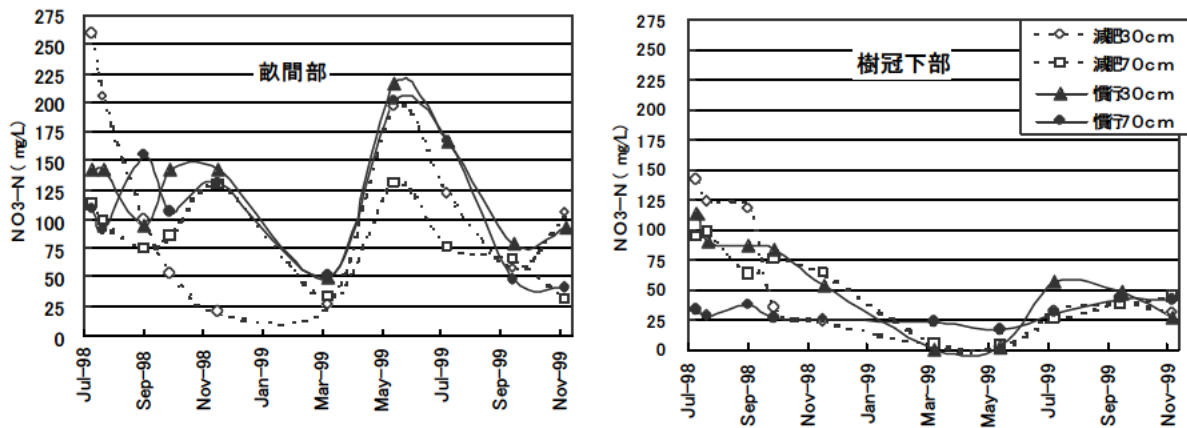 275
250
225
200
175
150
125
100
75
50
25
0
NO3-N ( mg/L)
畝間部
Jul-98
Sep-98
Nov-98
Jan-99
Mar-99
May-99
Jul-99
Sep-99
Nov-99
275
250
225
200
175
150
125
100
75
50
25
0
NO3-N ( mg/L)
樹冠下部
減肥30cm
減肥70cm
慣行30cm
慣行70cm
Jul-98
Sep-98
Nov-98
Jan-99
Mar-99
May-99
Jul-99
Sep-99
Nov-99